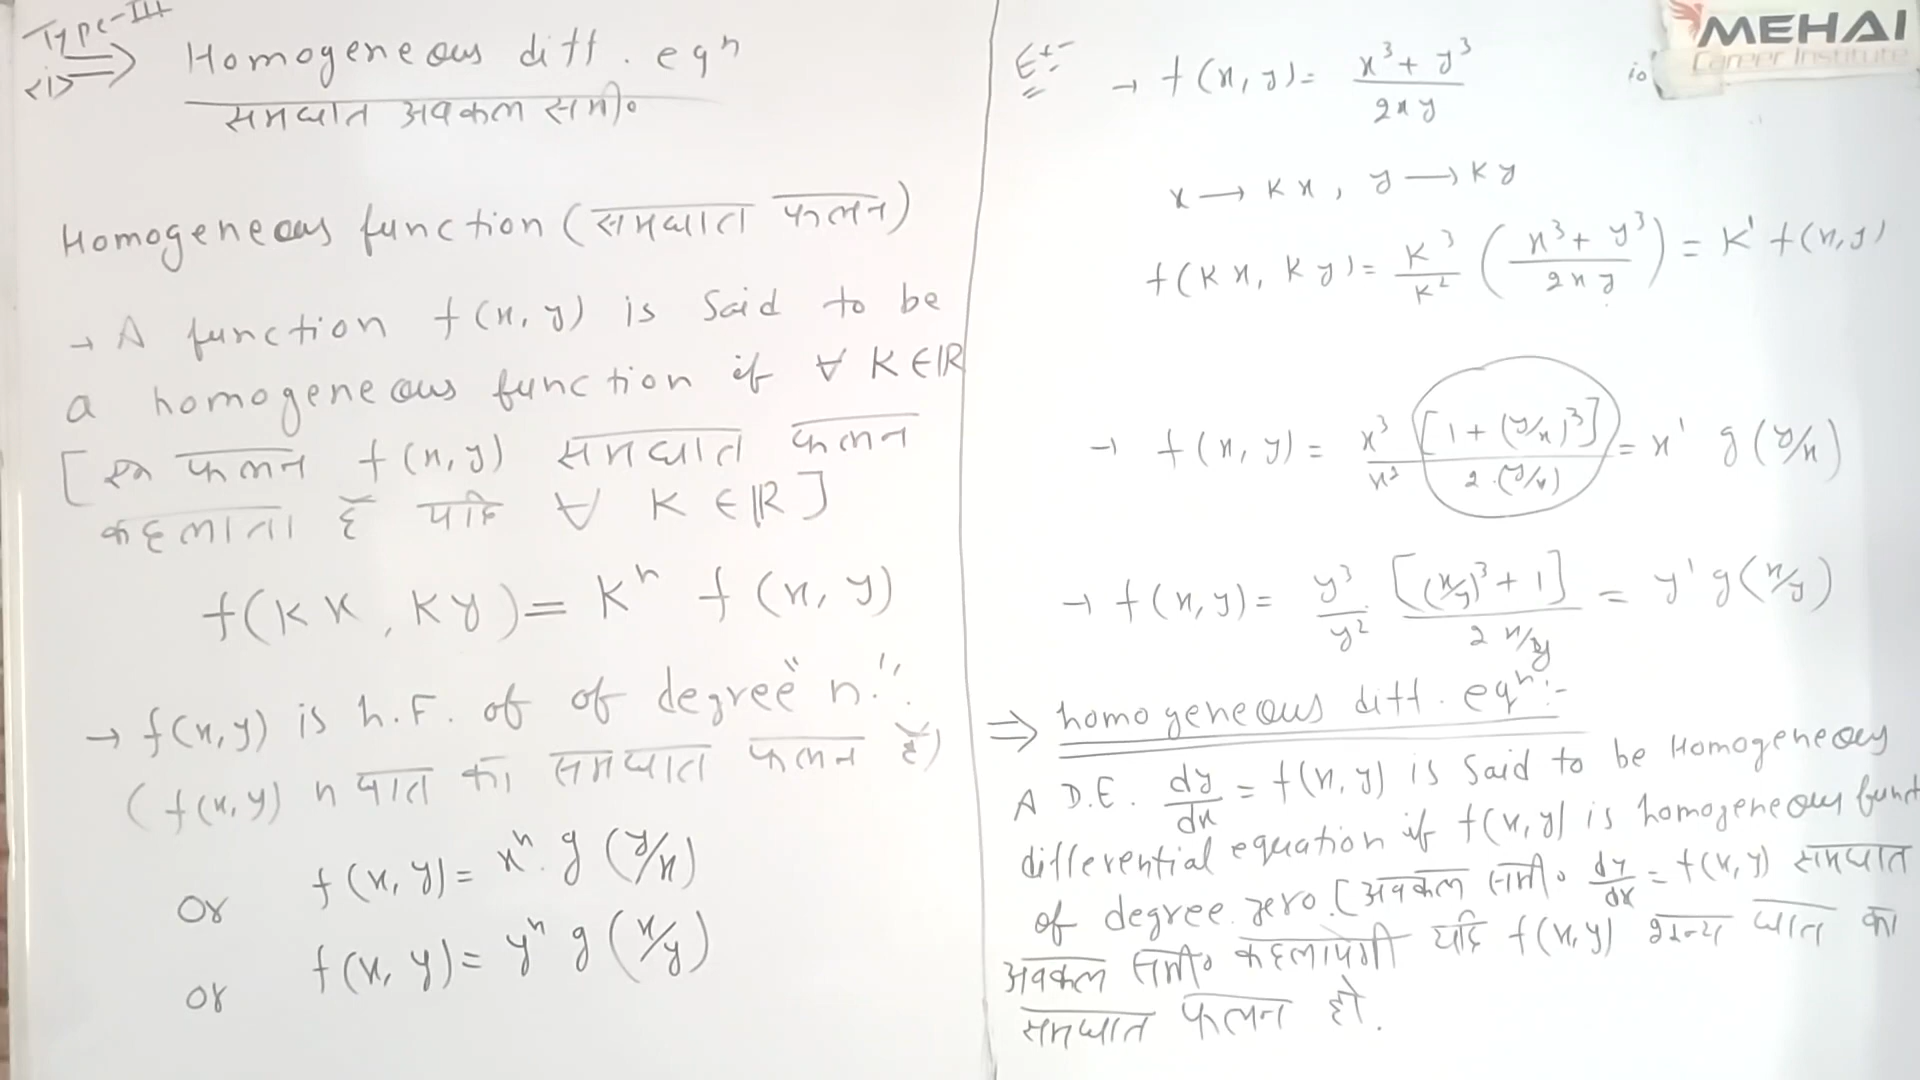 Type-III
<i> Homogeneous diff. eqⁿ
समघात अवकल समी०
Homogeneous function (समघात फलन)
→ A function f(x, y) is said to be
a homogeneous function if ∀ K ∈ IR
[एक फलन f(x, y) समघात फलन
कहलाता है यदि ∀ K ∈ IR]
f(Kx, Ky) = Kⁿ f(x, y)
→ f(x, y) is h.F. of of degree "n".
(f(x, y) n घात का समघात फलन है)
or f(x, y) = xⁿ. g (y/x)
or f(x, y) = yⁿ g (x/y)
Ex:- → f(x, y) = (x³ + y³)/(2xy) is
x → Kx, y → Ky
f(Kx, Ky) = K³/K² ((x³ + y³)/(2xy)) = K¹ f(x, y)
→ f(x, y) = x³/x² [1 + (y/x)³]/(2.(y/x)) = x¹ g(y/x)
→ f(x, y) = y³/y² [(x/y)³ + 1]/(2 x/y) = y¹ g(x/y)
⇒ homogeneous diff. eqⁿ:-
A D.E. dy/dx = f(x, y) is said to be Homogeneous
differential equation if f(x, y) is homogeneous funct
of degree zero. [अवकल समी० dy/dx = f(x, y) समघात
अवकल समी० कहलायेगी यदि f(x, y) शून्य घात का
समघात फलन हो.
MEHAI
Career Institute